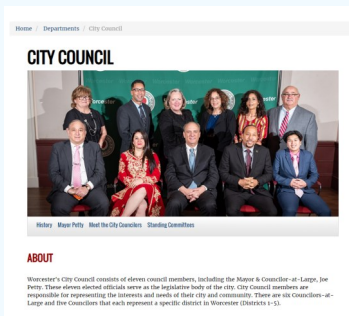 Home / Departments / City Council
CITY COUNCIL
History Mayor Petty Meet the City Councilors Standing Committees
ABOUT
Worcester's City Council consists of eleven council members, including the Mayor & Councilor-at-Large, Joe
Petty. These eleven elected officials serve as the legislative body of the city. City Council members are
responsible for representing the interests and needs of their city and community. There are six Councilors-at-
Large and five Councilors that each represent a specific district in Worcester (Districts 1-5).